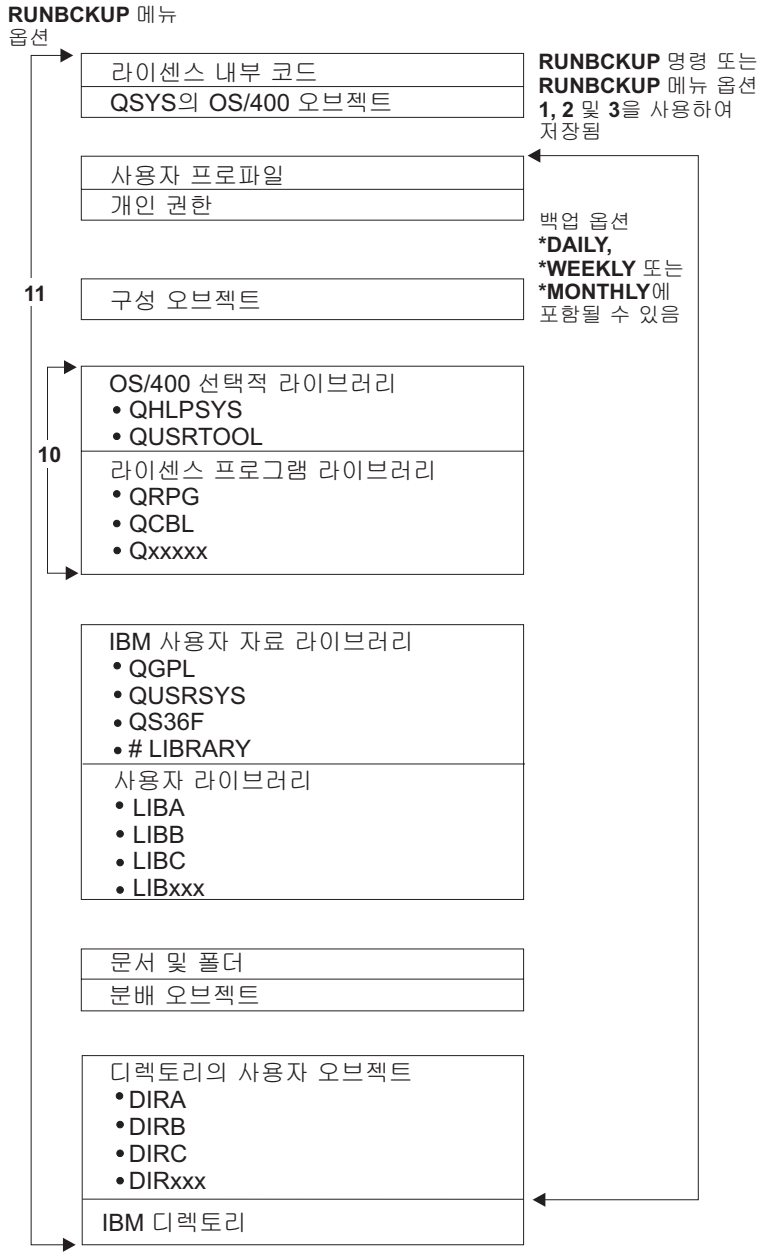 RUNBCKUP 메뉴
옵션
라이센스 내부 코드
QSYS의 OS/400 오브젝트
RUNBCKUP 명령 또는
RUNBCKUP 메뉴 옵션
1, 2 및 3을 사용하여
저장됨
사용자 프로파일
개인 권한
백업 옵션
*DAILY,
*WEEKLY 또는
*MONTHLY에
포함될 수 있음
11
구성 오브젝트
OS/400 선택적 라이브러리
• QHLPSYS
• QUSRTOOL
10
라이센스 프로그램 라이브러리
• QRPG
• QCBL
• Qxxxxx
IBM 사용자 자료 라이브러리
• QGPL
• QUSRSYS
• QS36F
• # LIBRARY
사용자 라이브러리
• LIBA
• LIBB
• LIBC
• LIBxxx
문서 및 폴더
분배 오브젝트
디렉토리의 사용자 오브젝트
• DIRA
• DIRB
• DIRC
• DIRxxx
IBM 디렉토리